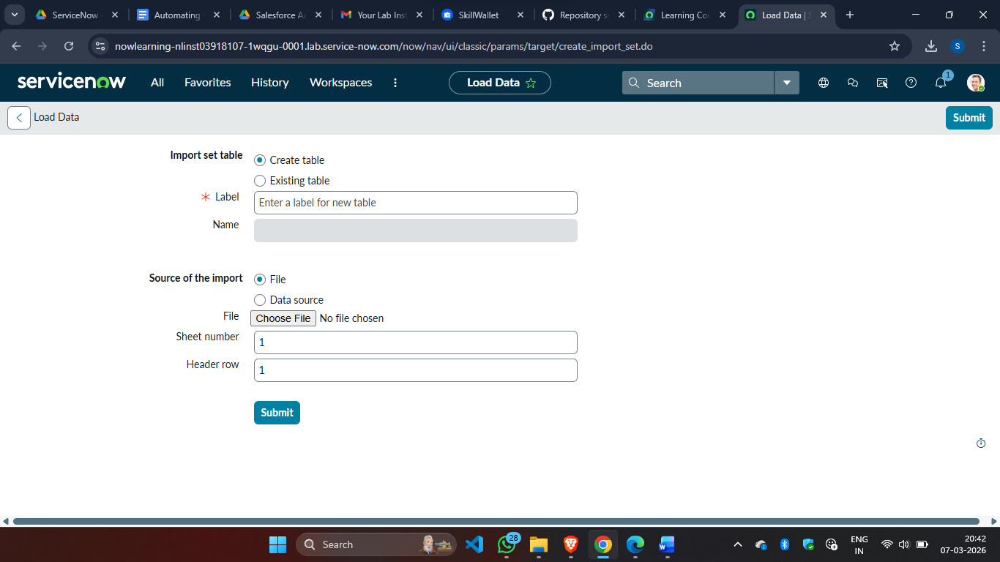 ServiceNow
Automating
Salesforce Ac
Your Lab Inst
SkillWallet
Repository s
Learning Cou
Load Data | S
nowlearning-nlinst03918107-1wqgu-0001.lab.service-now.com/now/nav/ui/classic/params/target/create_import_set.do
S
servicenow
All
Favorites
History
Workspaces
Load Data
Search
1
Load Data
Submit
Import set table
Create table
Existing table
Label
Enter a label for new table
Name
Source of the import
File
Data source
File
Choose File No file chosen
Sheet number
1
Header row
1
Submit
Search
28
ENG
IN
20:42
07-03-2026